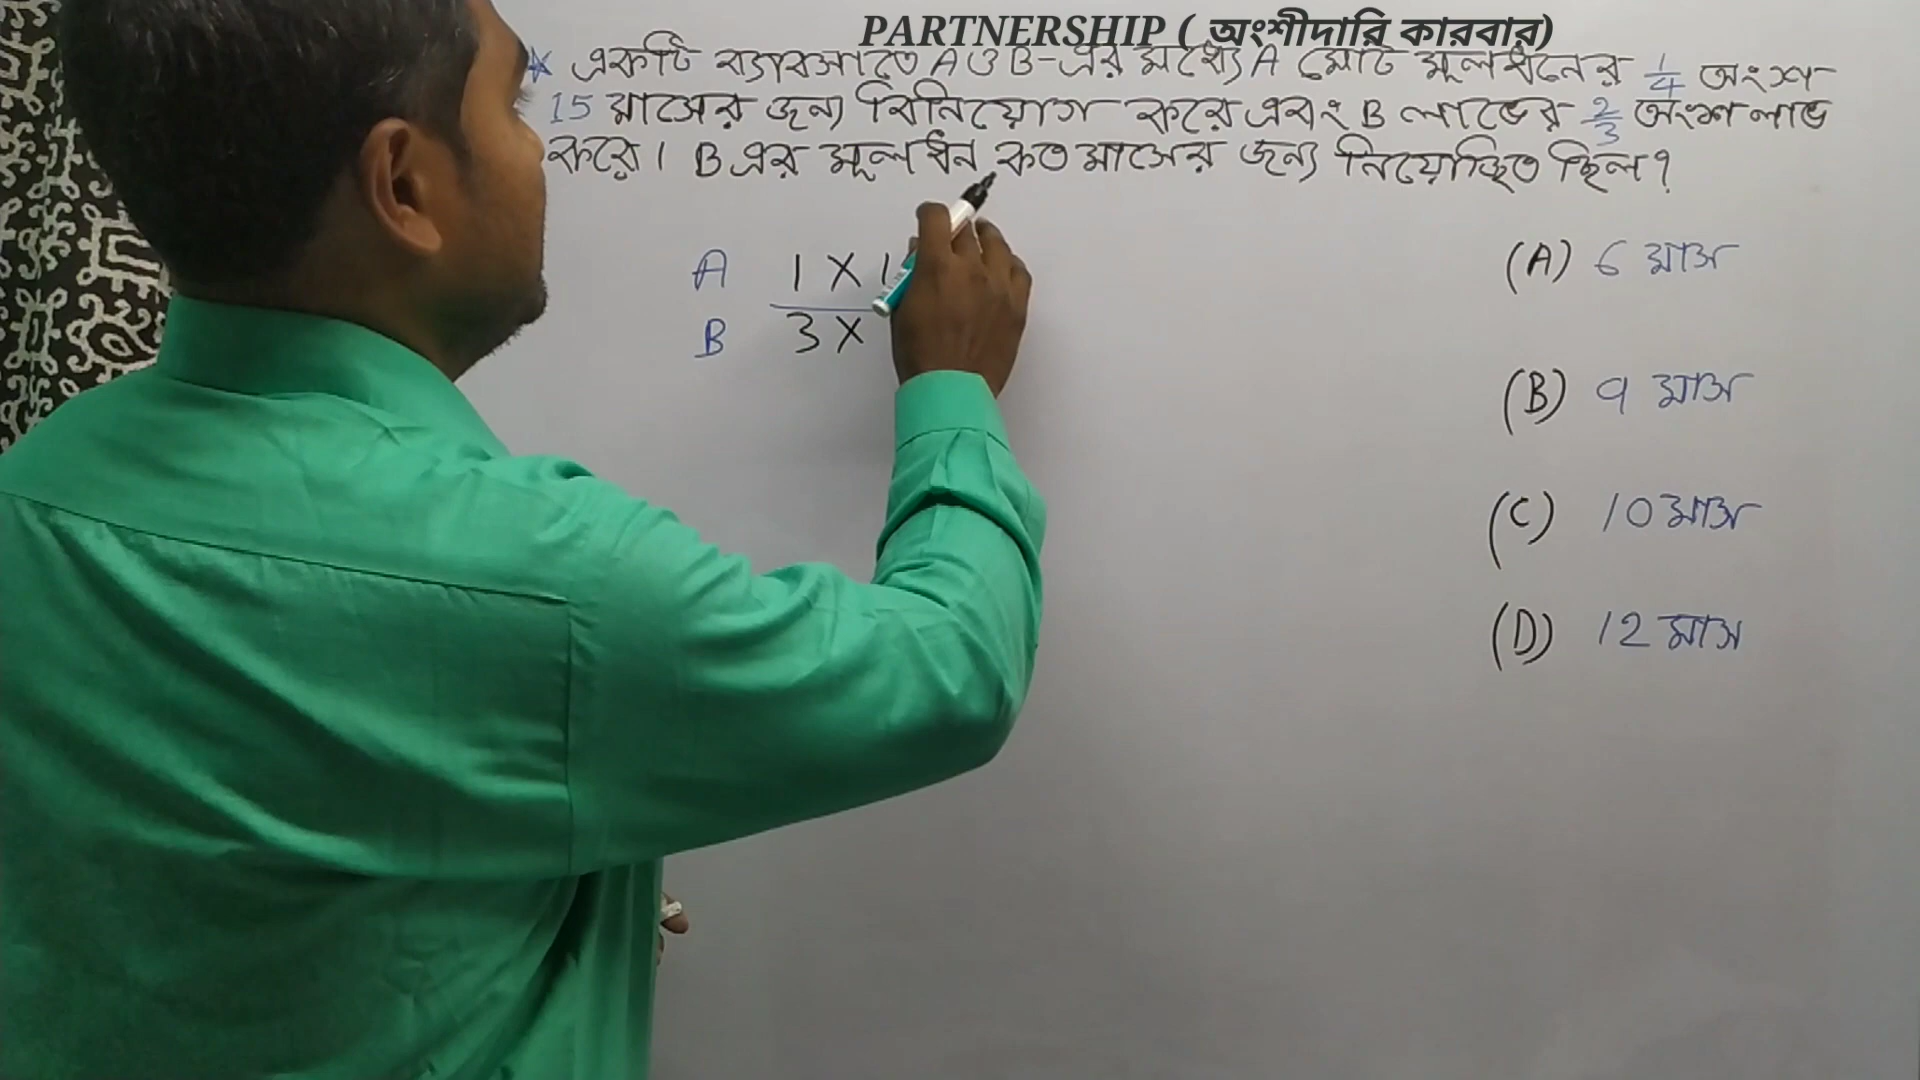 PARTNERSHIP ( অংশীদারি কারবার)
★ একটি ব্যাবসাতে A ও B-এর মধ্যে A মোট মূলধনের 1/4 অংশ
15 মাসের জন্য বিনিয়োগ করে এবং B লাভের 2/3 অংশ লাভ
করে। B এর মূলধন কত মাসের জন্য নিয়োজিত ছিল?
A 1 X 1
B 3 X
(A) 6 মাস
(B) 9 মাস
(C) 10 মাস
(D) 12 মাস